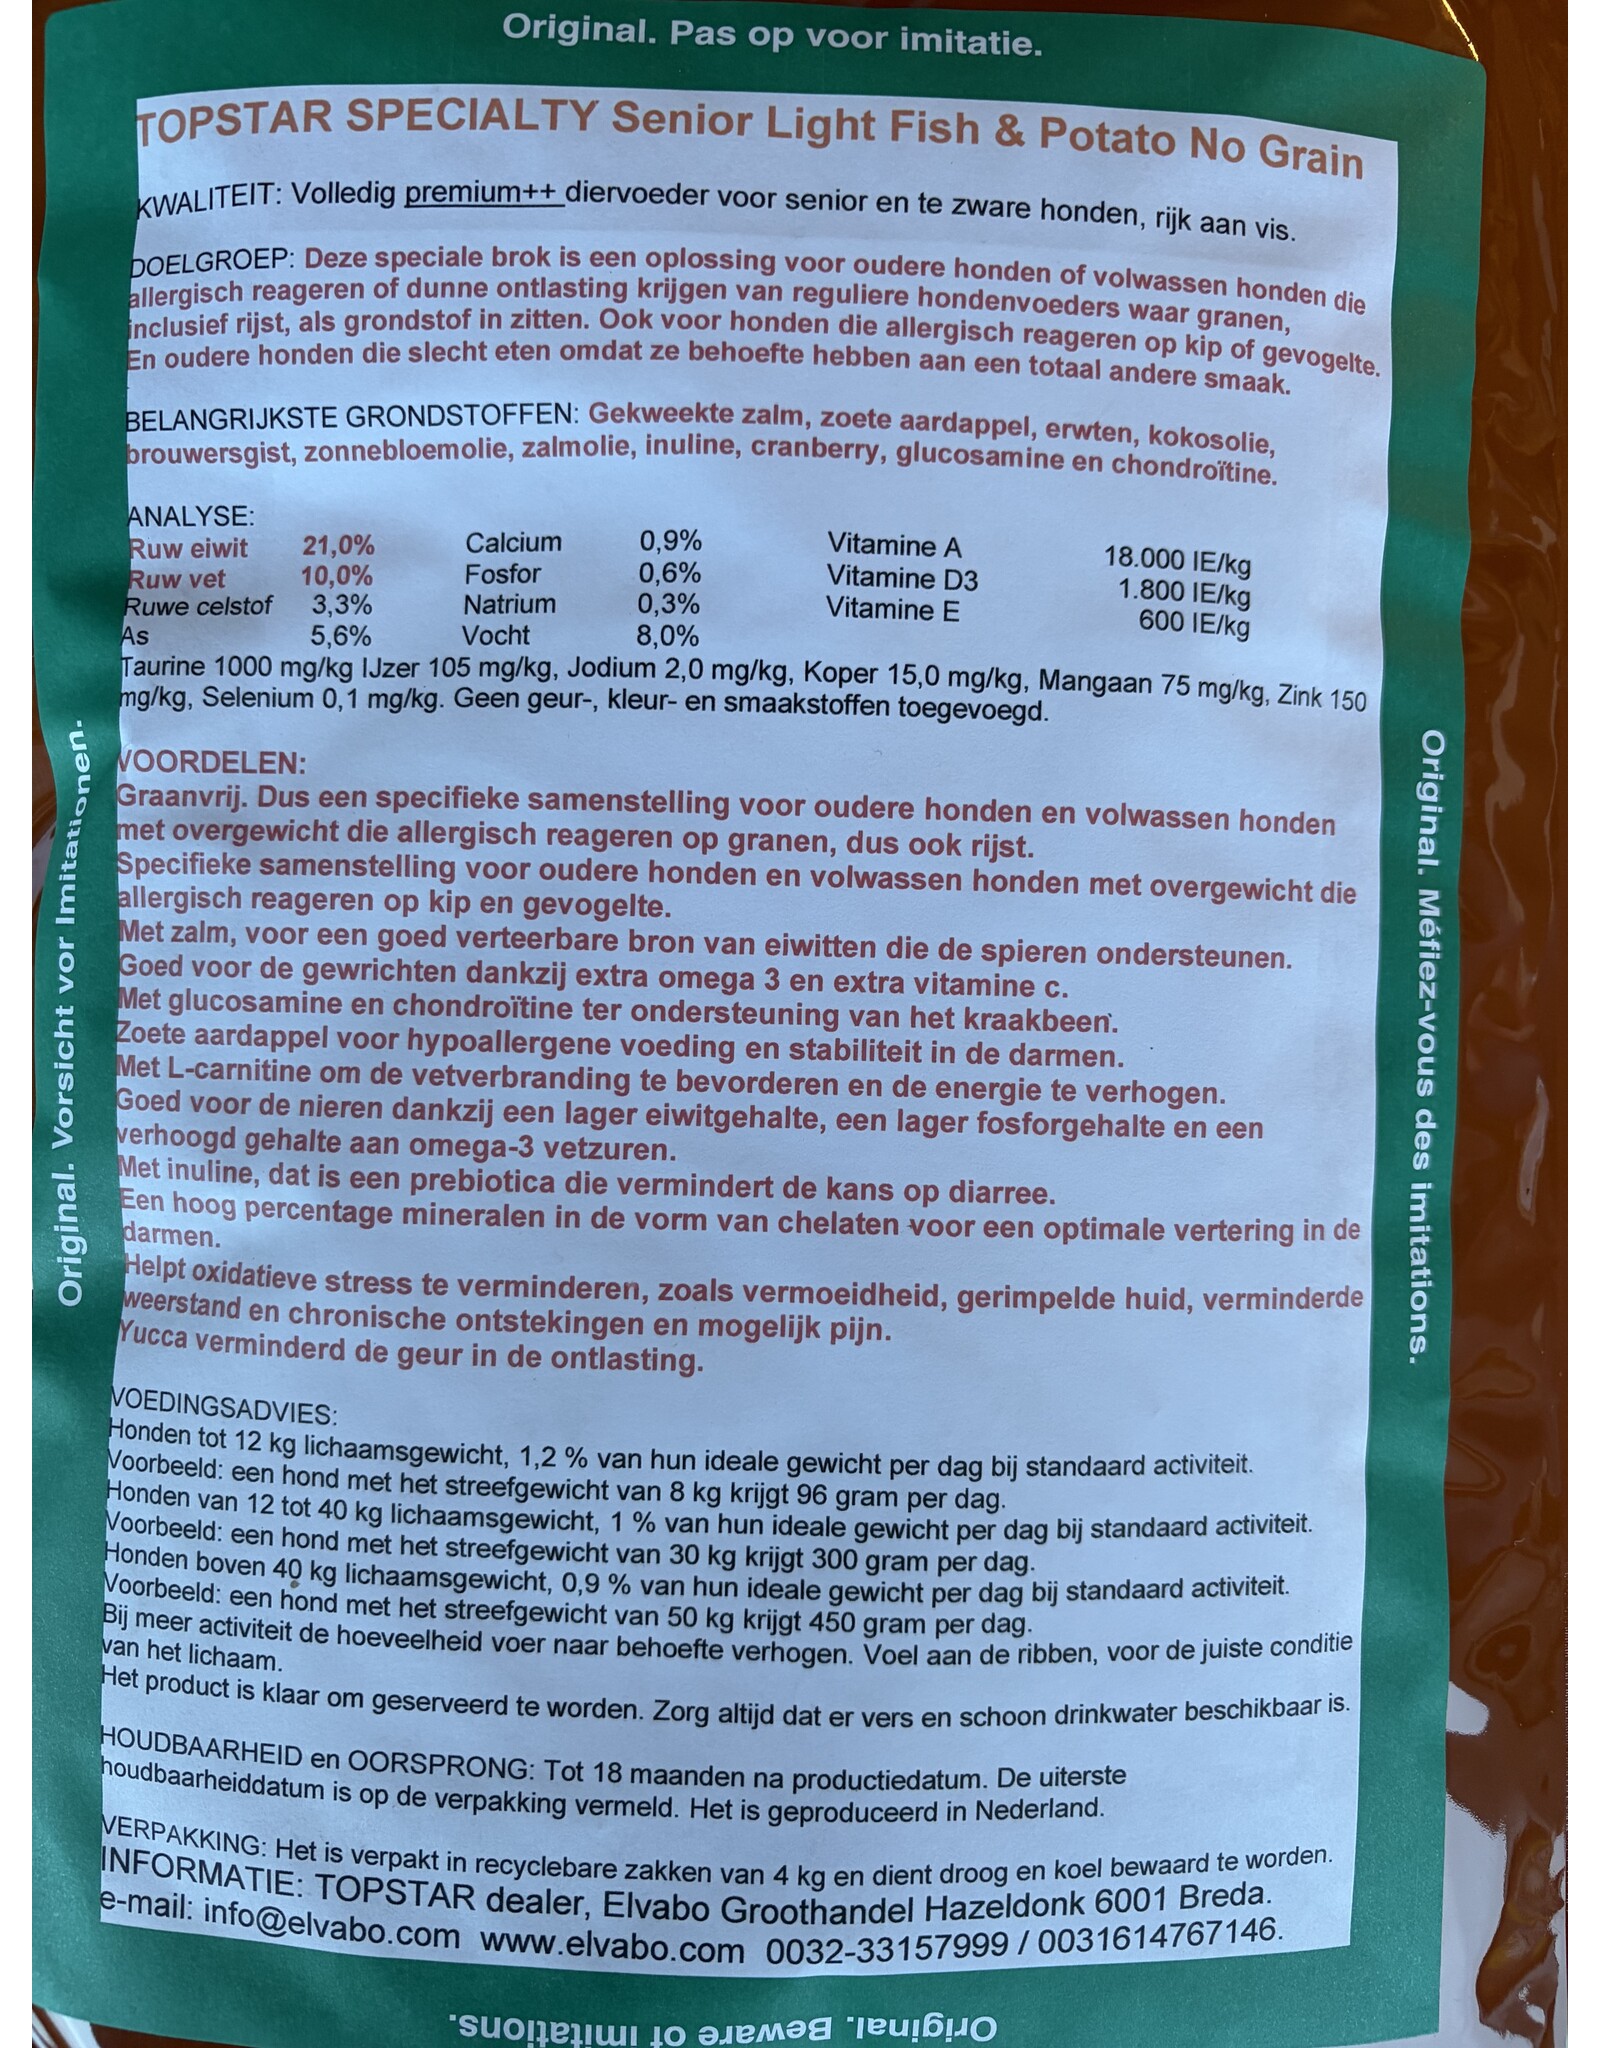 Original. Pas op voor imitatie.
TOPSTAR SPECIALTY Senior Light Fish & Potato No Grain
KWALITEIT: Volledig premium++ diervoeder voor senior en te zware honden, rijk aan vis.
DOELGROEP: Deze speciale brok is een oplossing voor oudere honden of volwassen honden die
allergisch reageren of dunne ontlasting krijgen van reguliere hondenvoeders waar granen,
inclusief rijst, als grondstof in zitten. Ook voor honden die allergisch reageren op kip of gevogelte.
En oudere honden die slecht eten omdat ze behoefte hebben aan een totaal andere smaak.
BELANGRIJKSTE GRONDSTOFFEN: Gekweekte zalm, zoete aardappel, erwten, kokosolie,
brouwersgist, zonnebloemolie, zalmolie, inuline, cranberry, glucosamine en chondroïtine.
ANALYSE:
Ruw eiwit 21,0% Calcium 0,9% Vitamine A 18.000 IE/kg
Ruw vet 10,0% Fosfor 0,6% Vitamine D3 1.800 IE/kg
Ruwe celstof 3,3% Natrium 0,3% Vitamine E 600 IE/kg
As 5,6% Vocht 8,0%
Taurine 1000 mg/kg IJzer 105 mg/kg, Jodium 2,0 mg/kg, Koper 15,0 mg/kg, Mangaan 75 mg/kg, Zink 150
mg/kg, Selenium 0,1 mg/kg. Geen geur-, kleur- en smaakstoffen toegevoegd.
VOORDELEN:
Graanvrij. Dus een specifieke samenstelling voor oudere honden en volwassen honden
met overgewicht die allergisch reageren op granen, dus ook rijst.
Specifieke samenstelling voor oudere honden en volwassen honden met overgewicht die
allergisch reageren op kip en gevogelte.
Met zalm, voor een goed verteerbare bron van eiwitten die de spieren ondersteunen.
Goed voor de gewrichten dankzij extra omega 3 en extra vitamine c.
Met glucosamine en chondroïtine ter ondersteuning van het kraakbeen.
Zoete aardappel voor hypoallergene voeding en stabiliteit in de darmen.
Met L-carnitine om de vetverbranding te bevorderen en de energie te verhogen.
Goed voor de nieren dankzij een lager eiwitgehalte, een lager fosforgehalte en een
verhoogd gehalte aan omega-3 vetzuren.
Met inuline, dat is een prebiotica die vermindert de kans op diarree.
Een hoog percentage mineralen in de vorm van chelaten voor een optimale vertering in de
darmen.
Helpt oxidatieve stress te verminderen, zoals vermoeidheid, gerimpelde huid, verminderde
weerstand en chronische ontstekingen en mogelijk pijn.
Yucca verminderd de geur in de ontlasting.
VOEDINGSADVIES:
Honden tot 12 kg lichaamsgewicht, 1,2 % van hun ideale gewicht per dag bij standaard activiteit.
Voorbeeld: een hond met het streefgewicht van 8 kg krijgt 96 gram per dag.
Honden van 12 tot 40 kg lichaamsgewicht, 1 % van hun ideale gewicht per dag bij standaard activiteit.
Voorbeeld: een hond met het streefgewicht van 30 kg krijgt 300 gram per dag.
Honden boven 40 kg lichaamsgewicht, 0,9 % van hun ideale gewicht per dag bij standaard activiteit.
Voorbeeld: een hond met het streefgewicht van 50 kg krijgt 450 gram per dag.
Bij meer activiteit de hoeveelheid voer naar behoefte verhogen. Voel aan de ribben, voor de juiste conditie
van het lichaam.
Het product is klaar om geserveerd te worden. Zorg altijd dat er vers en schoon drinkwater beschikbaar is.
HOUDBAARHEID en OORSPRONG: Tot 18 maanden na productiedatum. De uiterste
houdbaarheiddatum is op de verpakking vermeld. Het is geproduceerd in Nederland.
VERPAKKING: Het is verpakt in recyclebare zakken van 4 kg en dient droog en koel bewaard te worden.
INFORMATIE: TOPSTAR dealer, Elvabo Groothandel Hazeldonk 6001 Breda.
e-mail: info@elvabo.com www.elvabo.com 0032-33157999 / 0031614767146.
Original. Vorsicht vor Imitationen.
Original. Méfiez-vous des imitations.
Original. Beware of imitations.